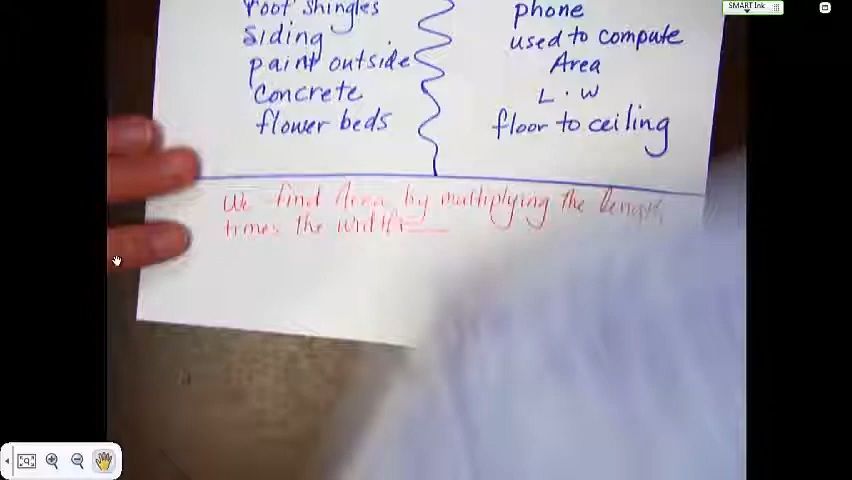 roof shingles
siding
paint outside
concrete
flower beds
phone
used to compute
Area
L · W
floor to ceiling
We find Area by multiplying the length
times the width
SMART Ink